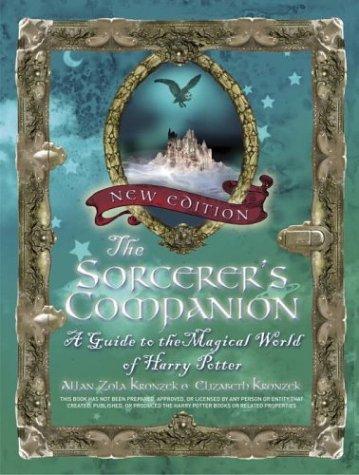 NEW EDITION
The
SORCERER'S
COMPANION
A Guide to the Magical World
of Harry Potter
ALLAN ZOLA KRONZEK & ELIZABETH KRONZEK
THIS BOOK HAS NOT BEEN PREPARED, APPROVED, OR LICENSED BY ANY PERSON OR ENTITY THAT
CREATED, PUBLISHED, OR PRODUCED THE HARRY POTTER BOOKS OR RELATED PROPERTIES